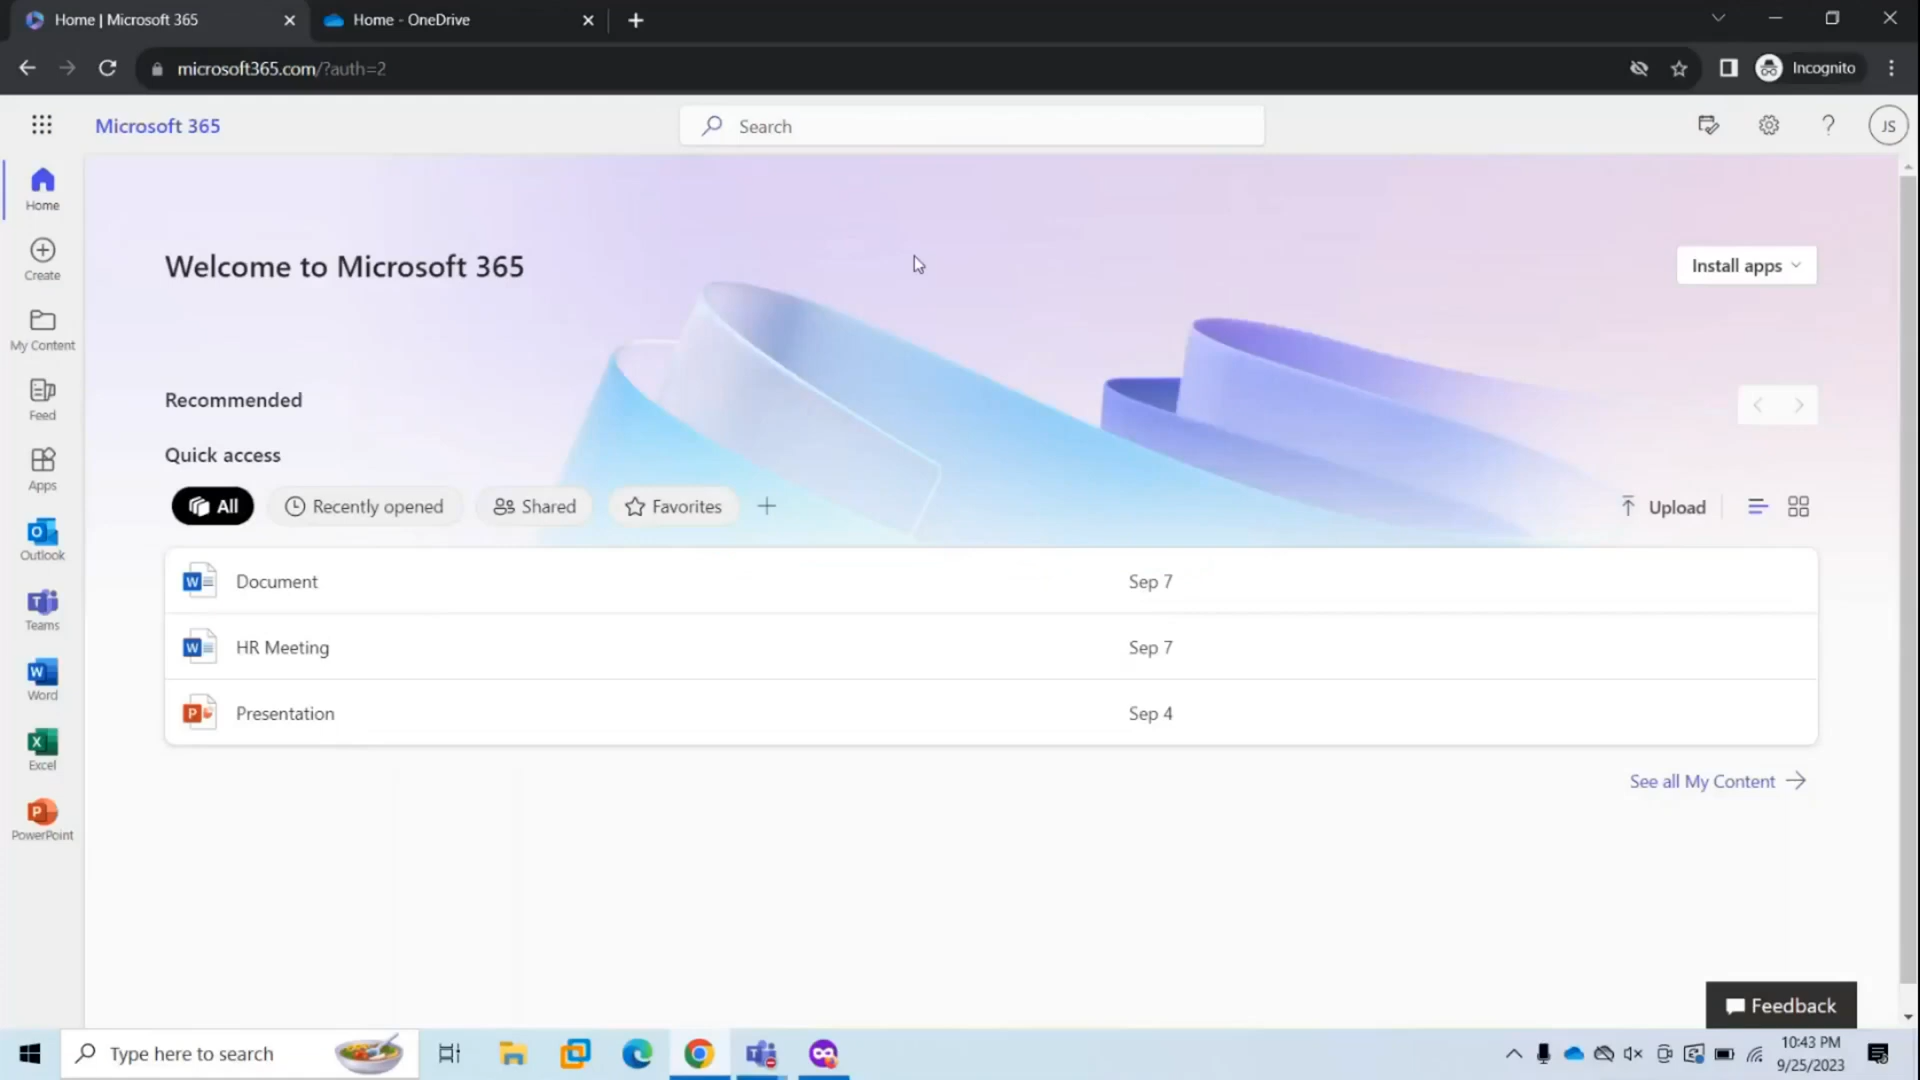 Home | Microsoft 365
Home - OneDrive
microsoft365.com/?auth=2
Incognito
Microsoft 365
Search
JS
Home
Create
My Content
Feed
Apps
Outlook
Teams
Word
Excel
PowerPoint
Welcome to Microsoft 365
Install apps
Recommended
Quick access
All
Recently opened
Shared
Favorites
Upload
Document
Sep 7
HR Meeting
Sep 7
Presentation
Sep 4
See all My Content
Feedback
Type here to search
10:43 PM
9/25/2023